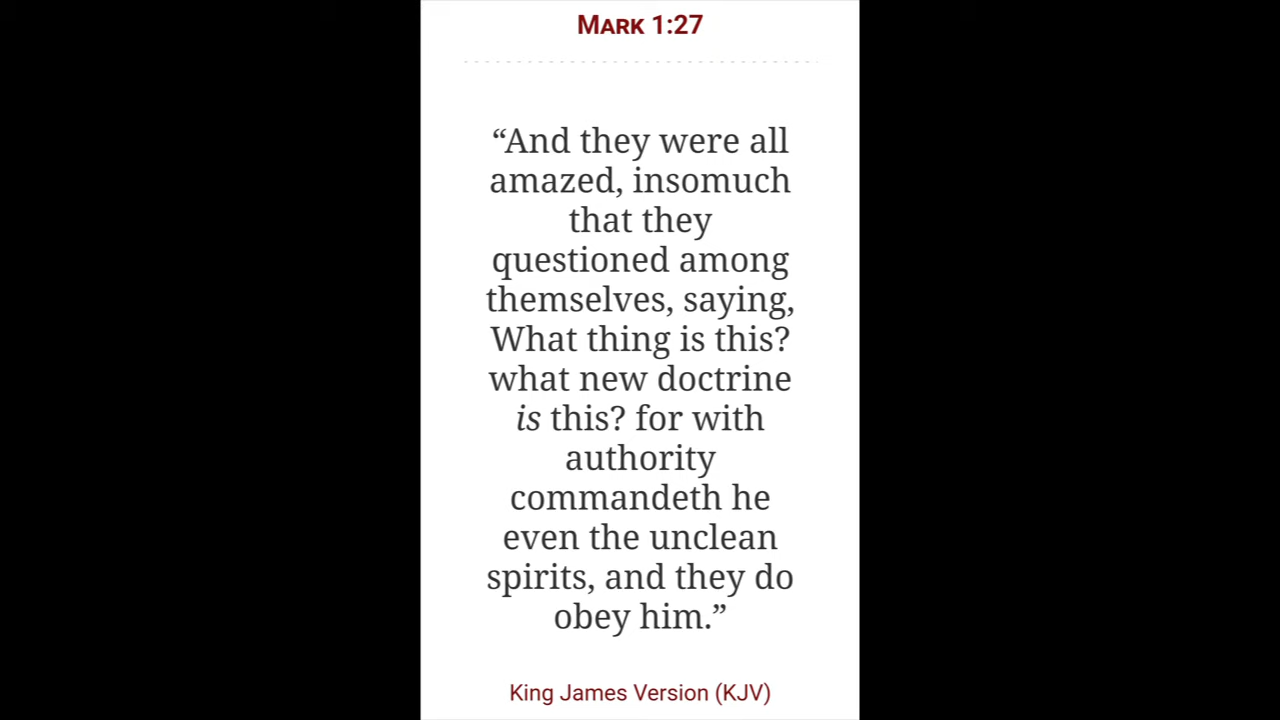 Mark 1:27
“And they were all
amazed, insomuch
that they
questioned among
themselves, saying,
What thing is this?
what new doctrine
is this? for with
authority
commandeth he
even the unclean
spirits, and they do
obey him.”
King James Version (KJV)